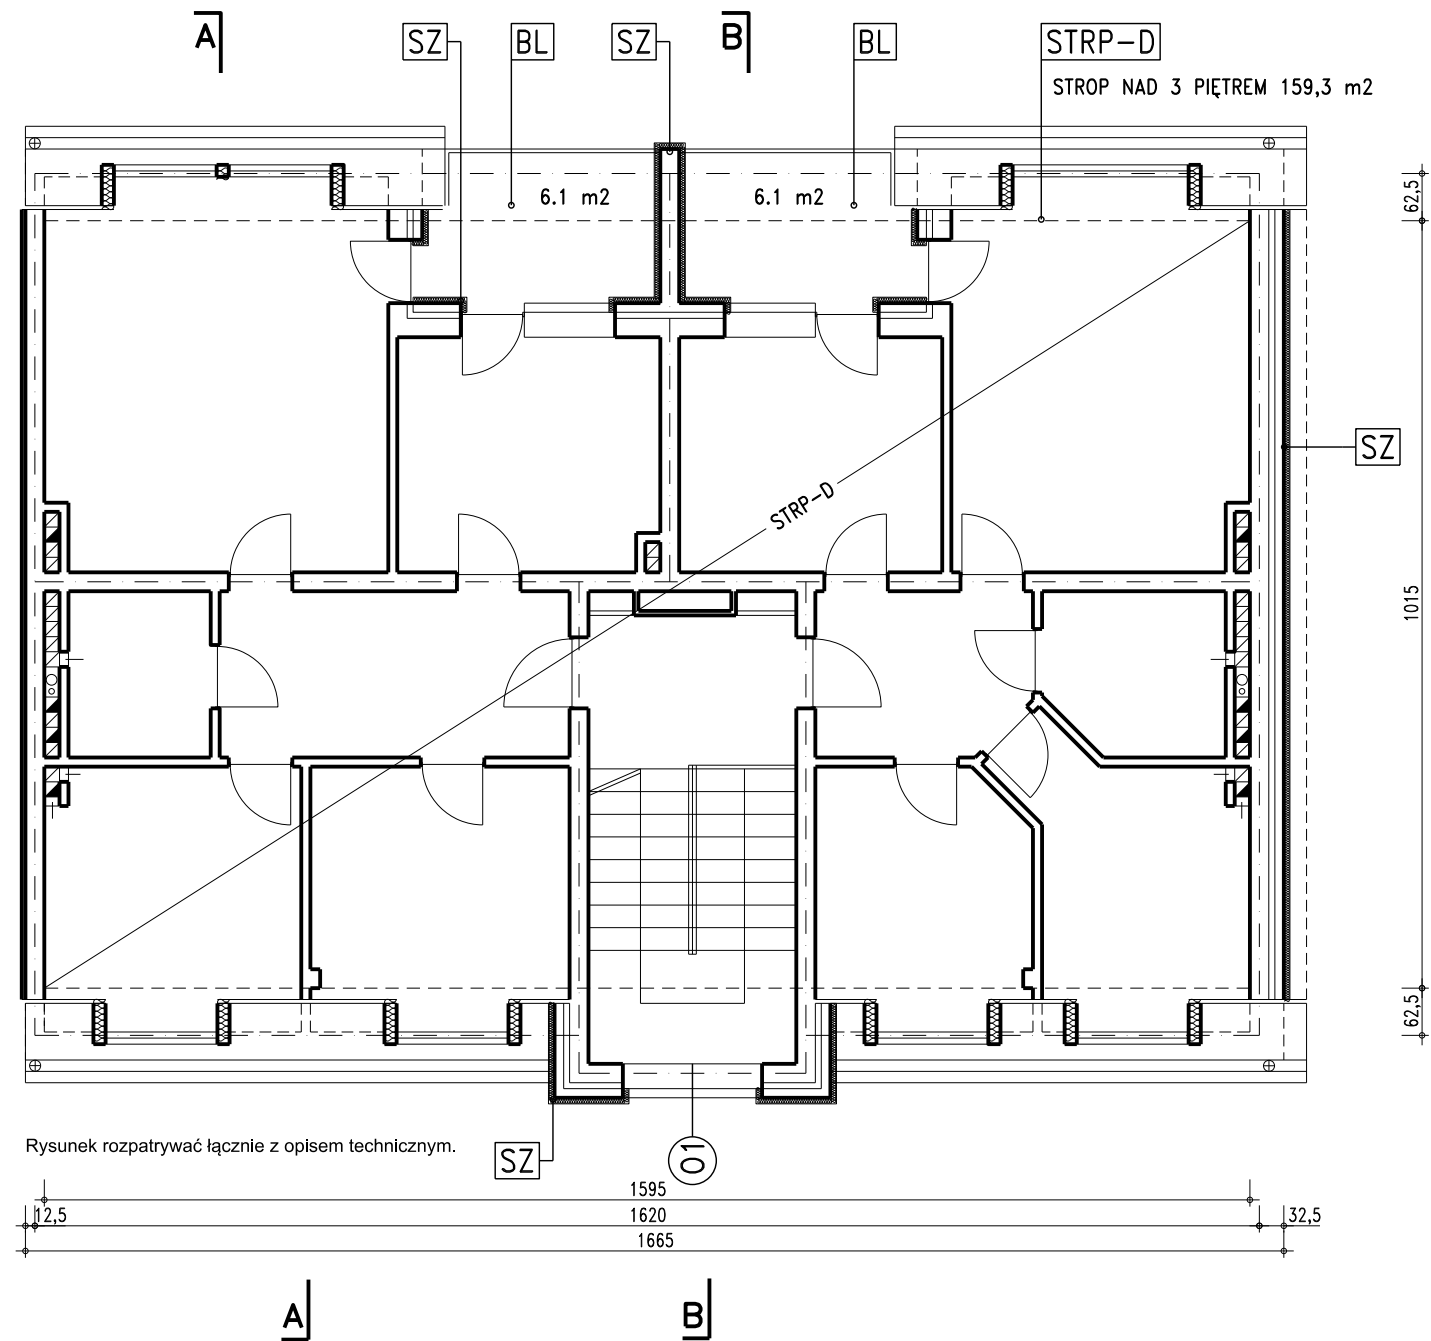 A
SZ
BL
SZ
B
BL
STRP-D
STROP NAD 3 PIĘTREM 159,3 m2
6.1 m2
6.1 m2
62,5
SZ
STRP-D
1015
62,5
Rysunek rozpatrywać łącznie z opisem technicznym.
SZ
01
1595
12,5
1620
32,5
1665
A
B